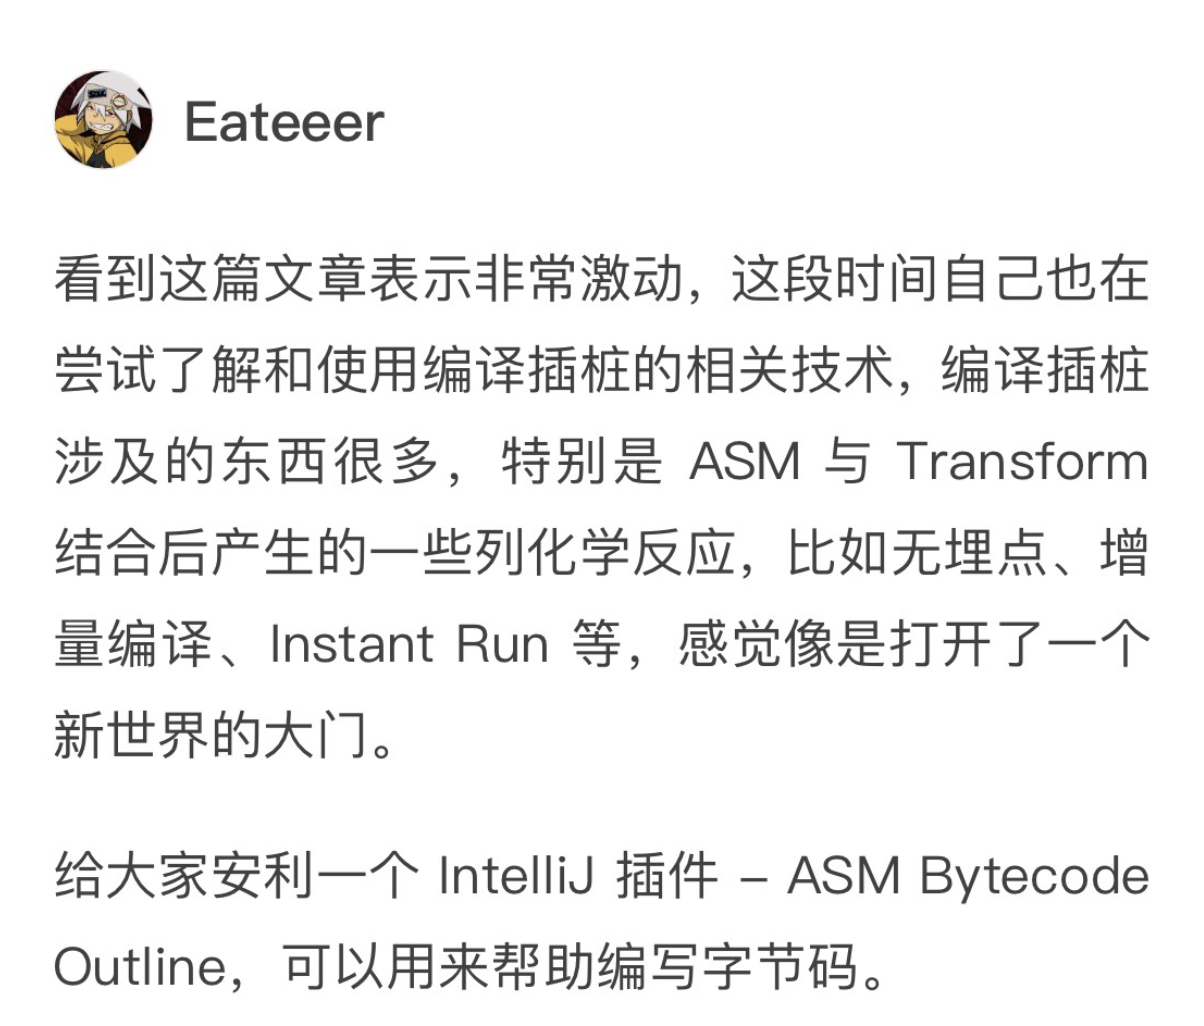 Eateeer
看到这篇文章表示非常激动，这段时间自己也在
尝试了解和使用编译插桩的相关技术，编译插桩
涉及的东西很多，特别是 ASM 与 Transform
结合后产生的一些列化学反应，比如无埋点、增
量编译、Instant Run 等，感觉像是打开了一个
新世界的大门。
给大家安利一个 IntelliJ 插件 – ASM Bytecode
Outline，可以用来帮助编写字节码。